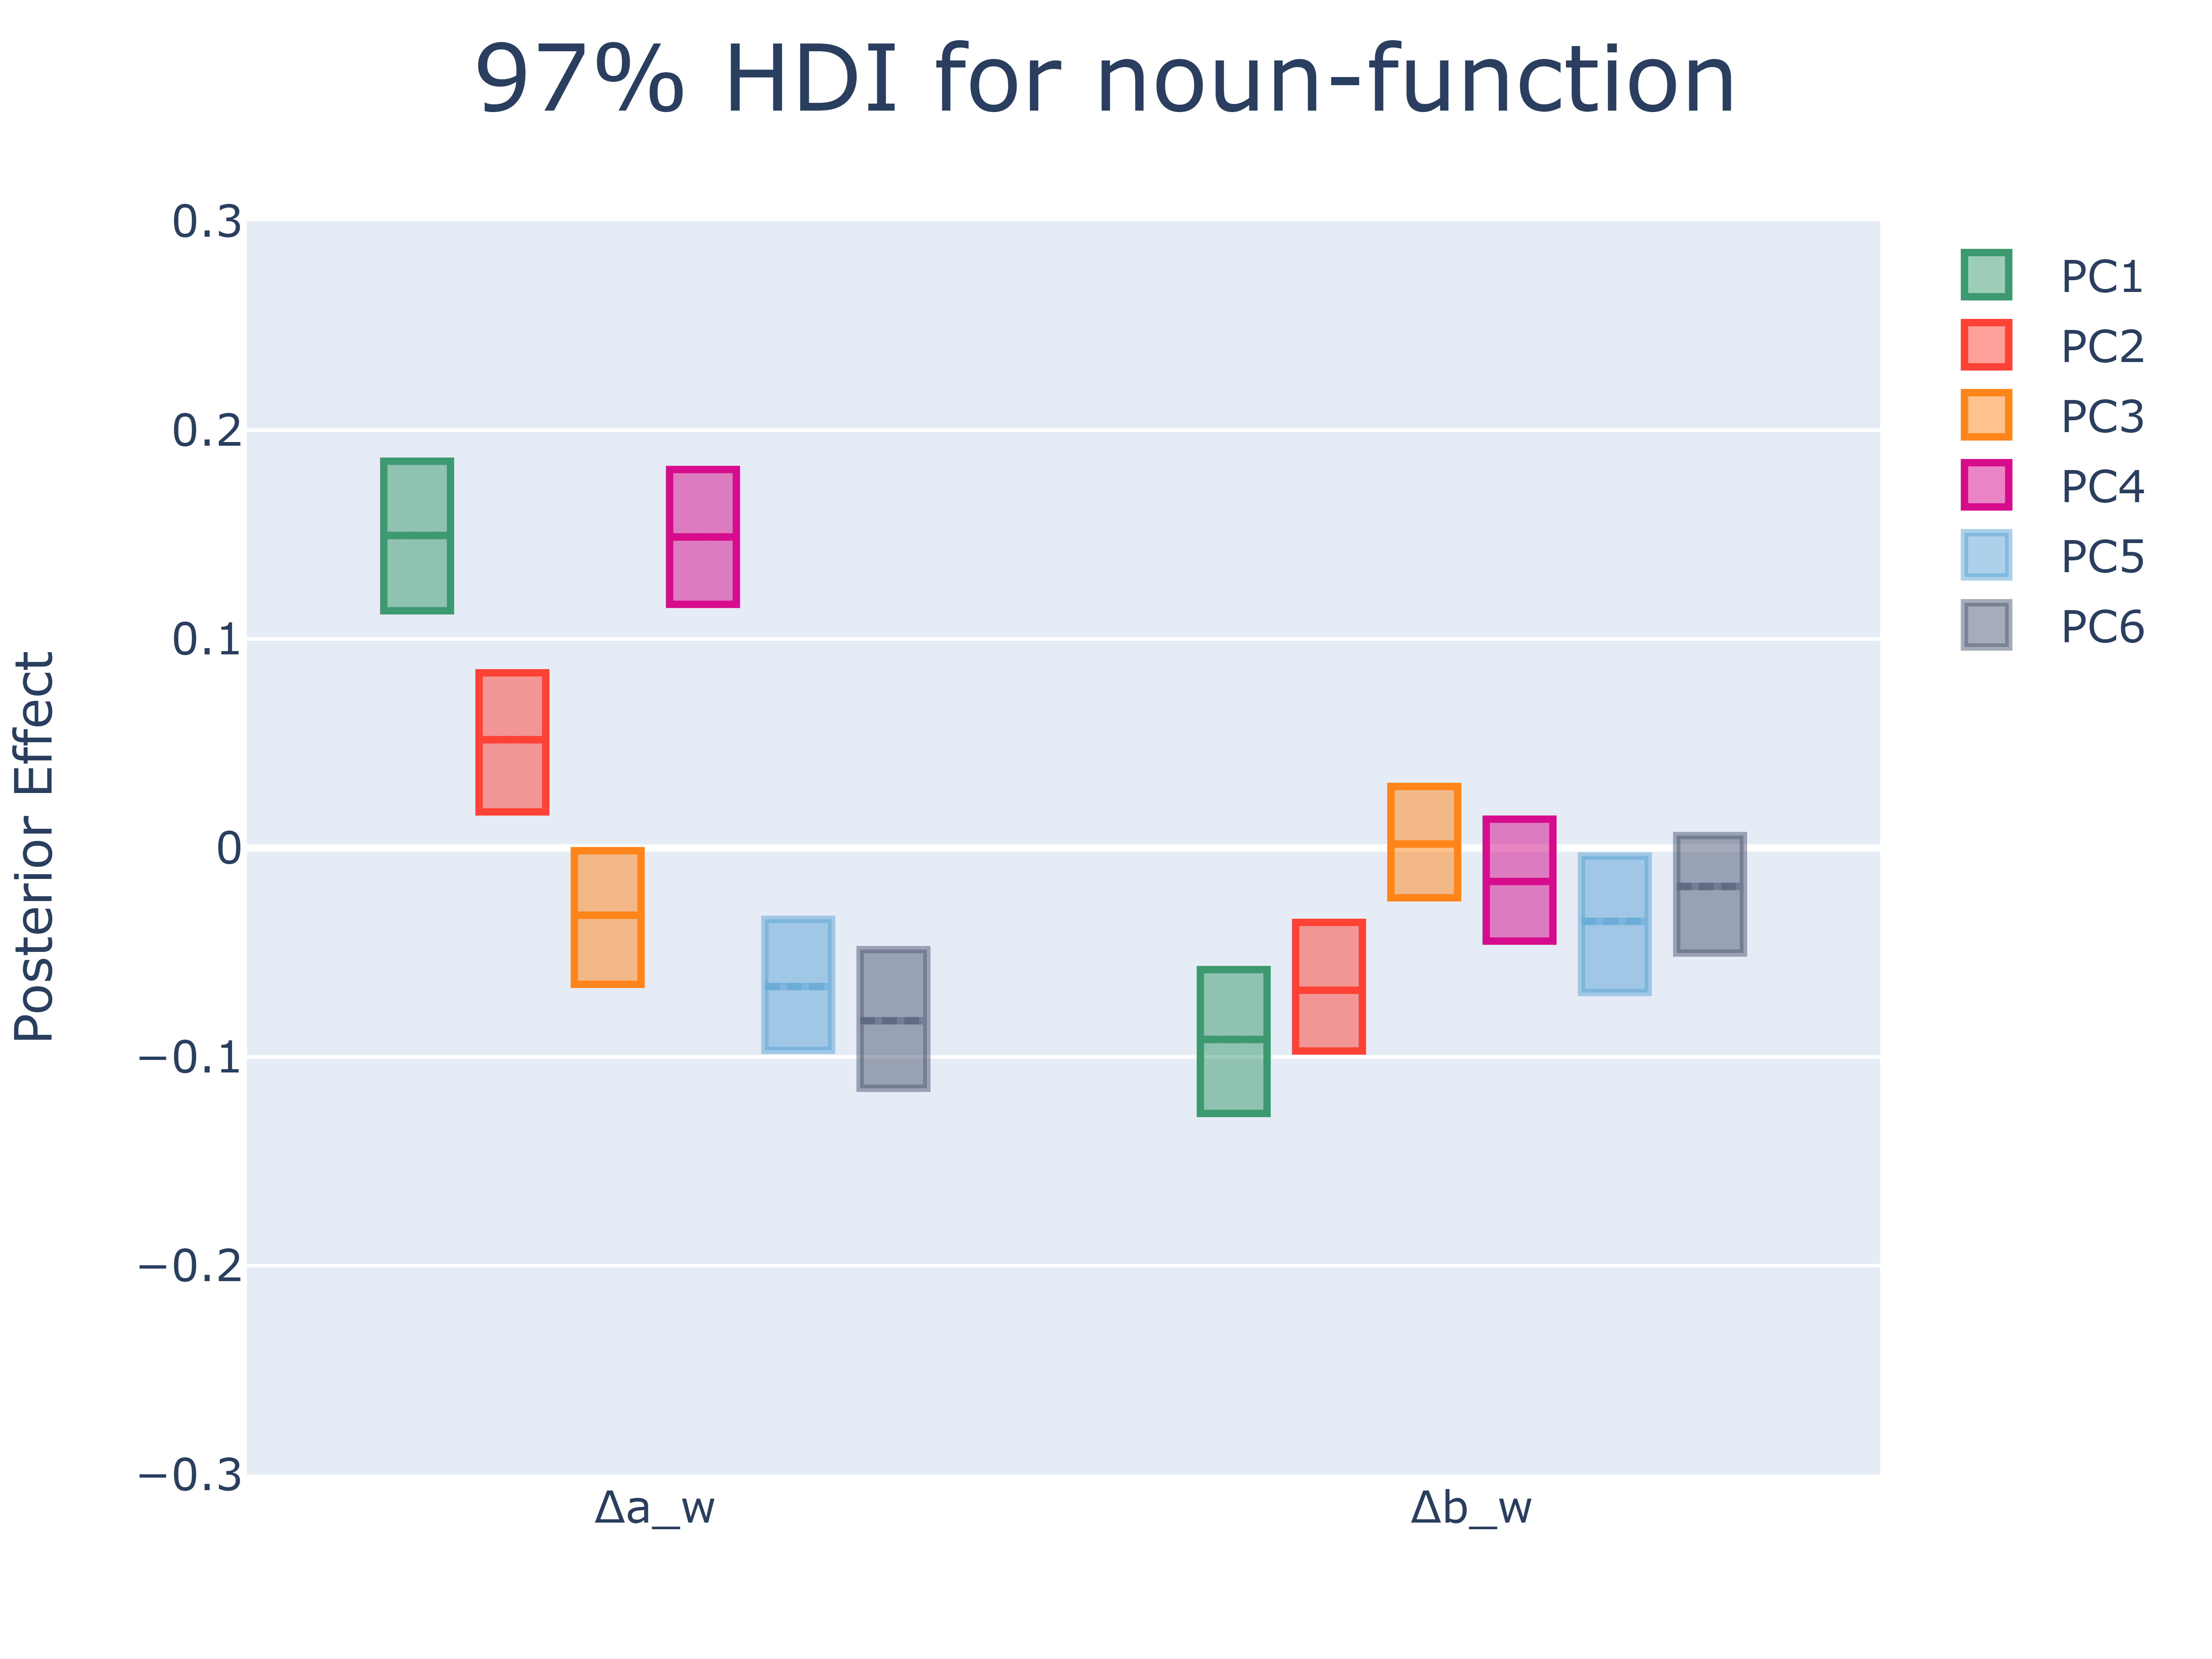 97% HDI for noun-function
Posterior Effect
0.3
0.2
0.1
0
−0.1
−0.2
−0.3
Δa_w
Δb_w
PC1
PC2
PC3
PC4
PC5
PC6